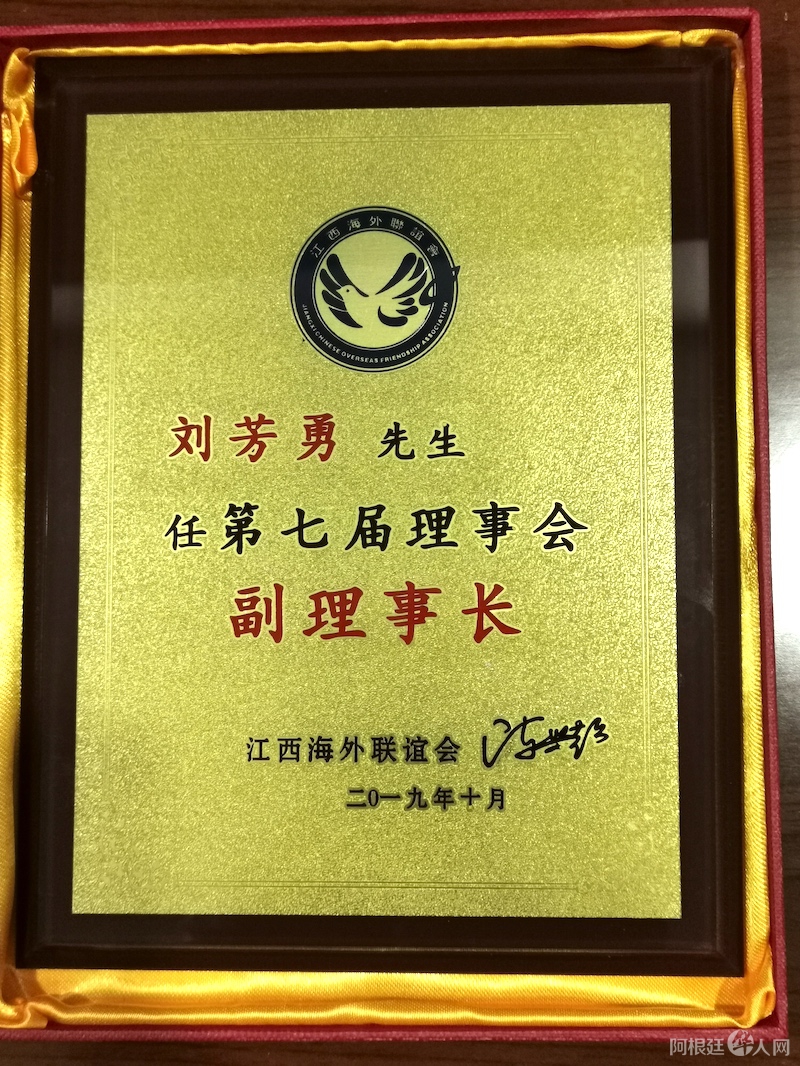 江西海外聯誼會
JIANGXI CHINESE OVERSEAS FRIENDSHIP ASSOCIATION
刘芳勇 先生
任第七届理事会
副理事长
江西海外联谊会
二0一九年十月
阿根廷华人网